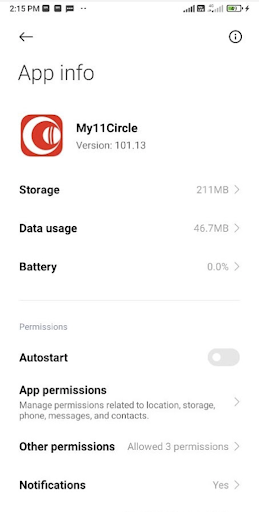 2:15 PM
App info
My11Circle
Version: 101.13
Storage 211MB
Data usage 46.7MB
Battery 0.0%
Permissions
Autostart
App permissions
Manage permissions related to location, storage,
phone, messages, and contacts.
Other permissions Allowed 3 permissions
Notifications Yes